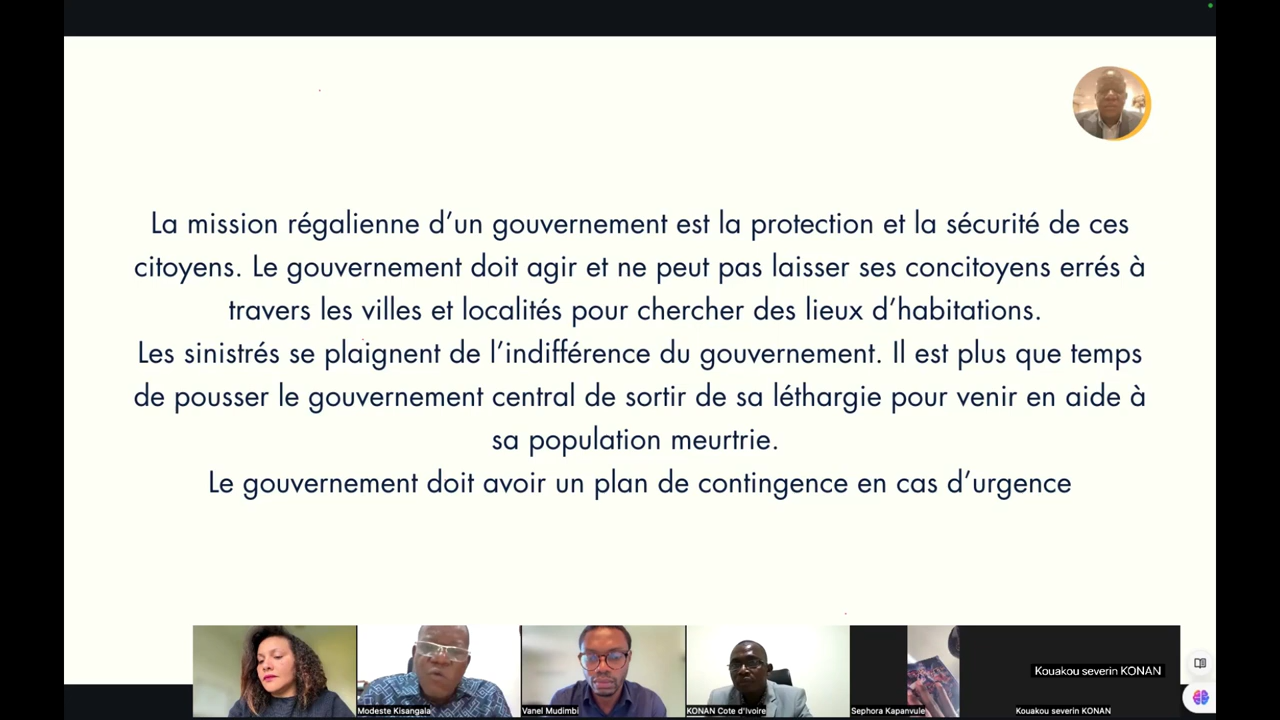 La mission régalienne d’un gouvernement est la protection et la sécurité de ces
citoyens. Le gouvernement doit agir et ne peut pas laisser ses concitoyens errés à
travers les villes et localités pour chercher des lieux d’habitations.
Les sinistrés se plaignent de l’indifférence du gouvernement. Il est plus que temps
de pousser le gouvernement central de sortir de sa léthargie pour venir en aide à
sa population meurtrie.
Le gouvernement doit avoir un plan de contingence en cas d’urgence
Kouakou severin KONAN
Modeste Kisangala
Vanel Mudimbi
KONAN Cote d'Ivoire
Sephora Kapanvule
Kouakou severin KONAN